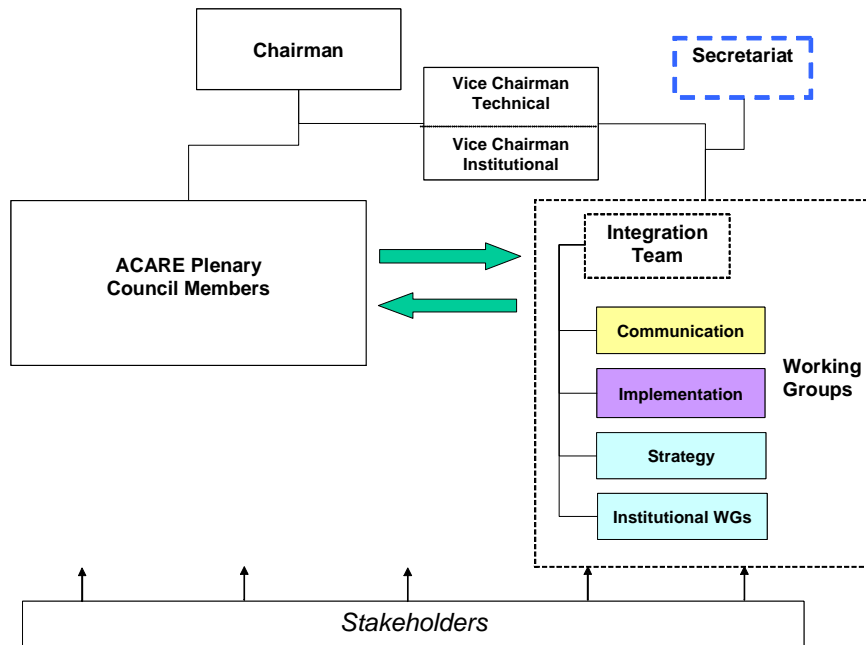 Chairman
Secretariat
Vice Chairman
Technical
Vice Chairman
Institutional
ACARE Plenary
Council Members
Integration
Team
Communication
Implementation
Strategy
Institutional WGs
Working
Groups
Stakeholders